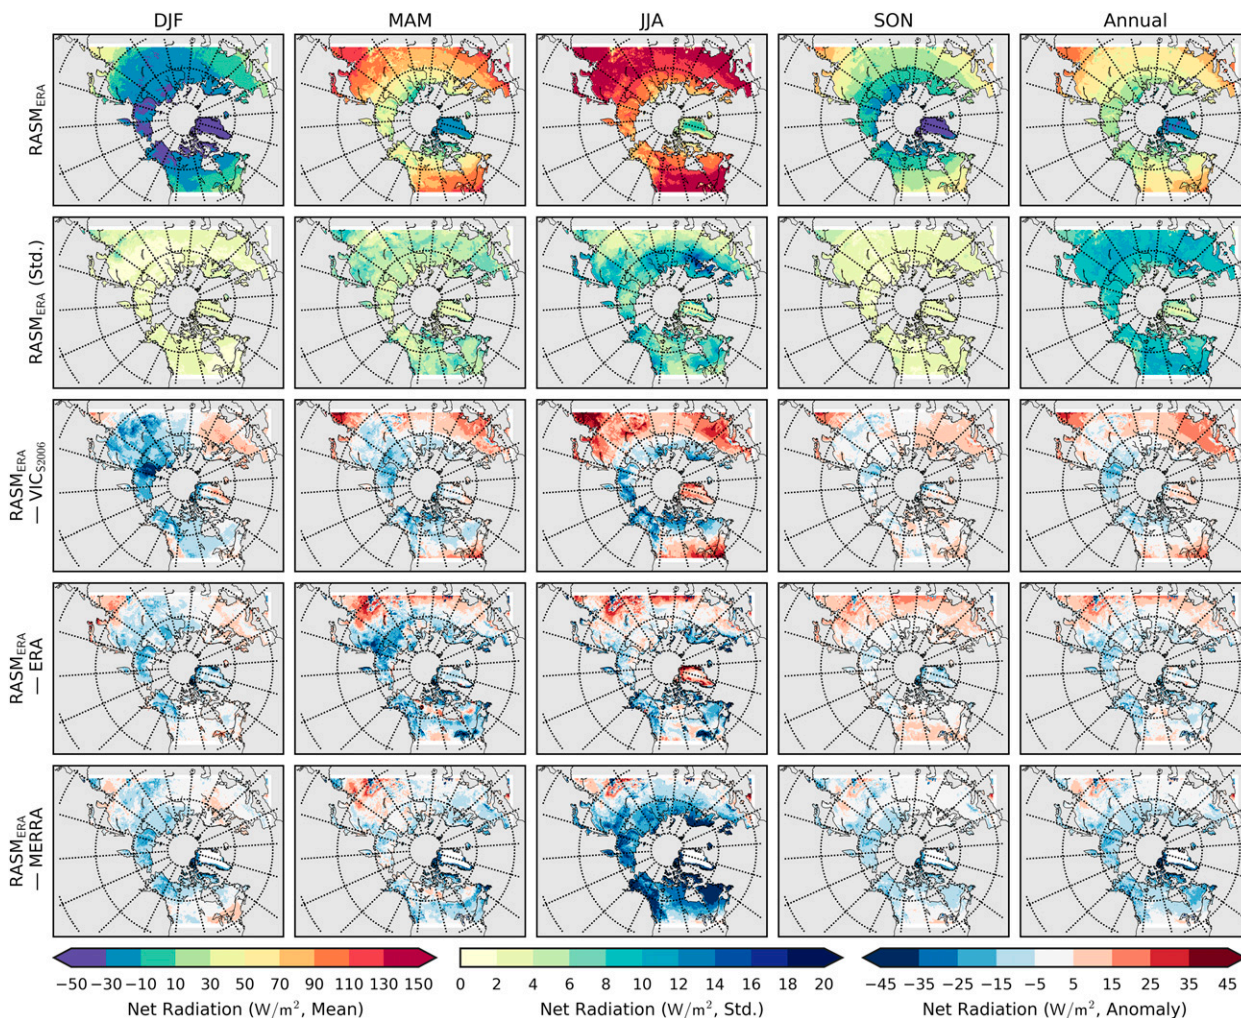 DJF MAM JJA SON Annual
RASM_ERA
RASM_ERA (Std.)
RASM_ERA
— VIC_S2006
RASM_ERA
— ERA
RASM_ERA
— MERRA
−50 −30 −10 10 30 50 70 90 110 130 150
Net Radiation (W/m², Mean)
0 2 4 6 8 10 12 14 16 18 20
Net Radiation (W/m², Std.)
−45 −35 −25 −15 −5 5 15 25 35 45
Net Radiation (W/m², Anomaly)